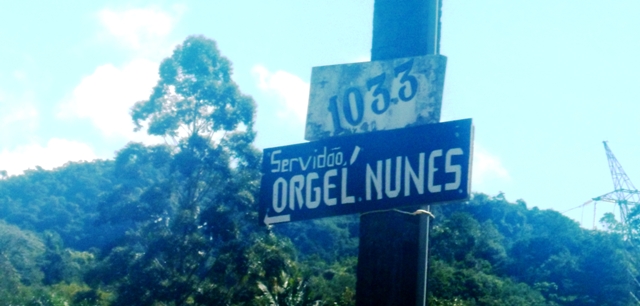 1033
Servidão,
ORGEL NUNES